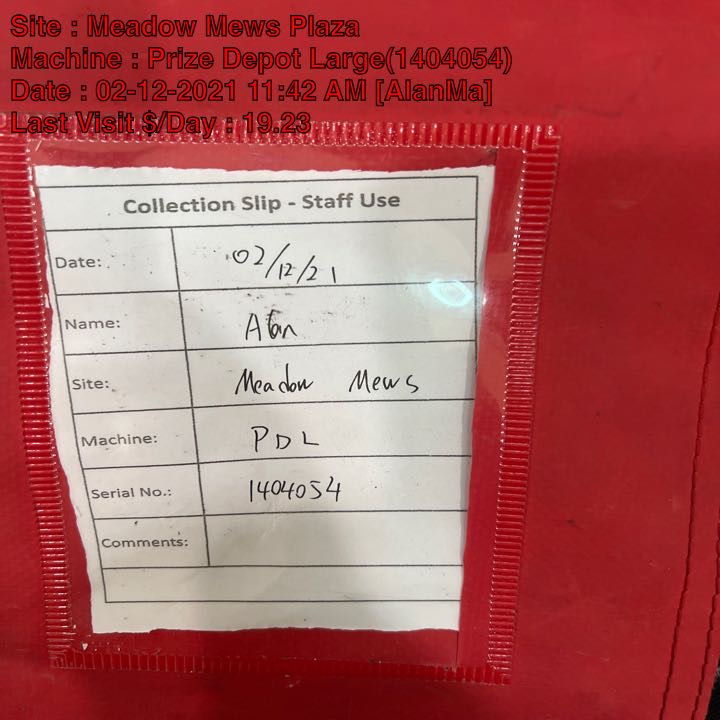 Site : Meadow Mews Plaza
Machine : Prize Depot Large(1404054)
Date : 02-12-2021 11:42 AM [AlanMa]
Last Visit $/Day : 19.23
Collection Slip - Staff Use
Date: 02/12/21
Name: Alan
Site: Meadow Mews
Machine: PDL
Serial No.: 1404054
Comments: